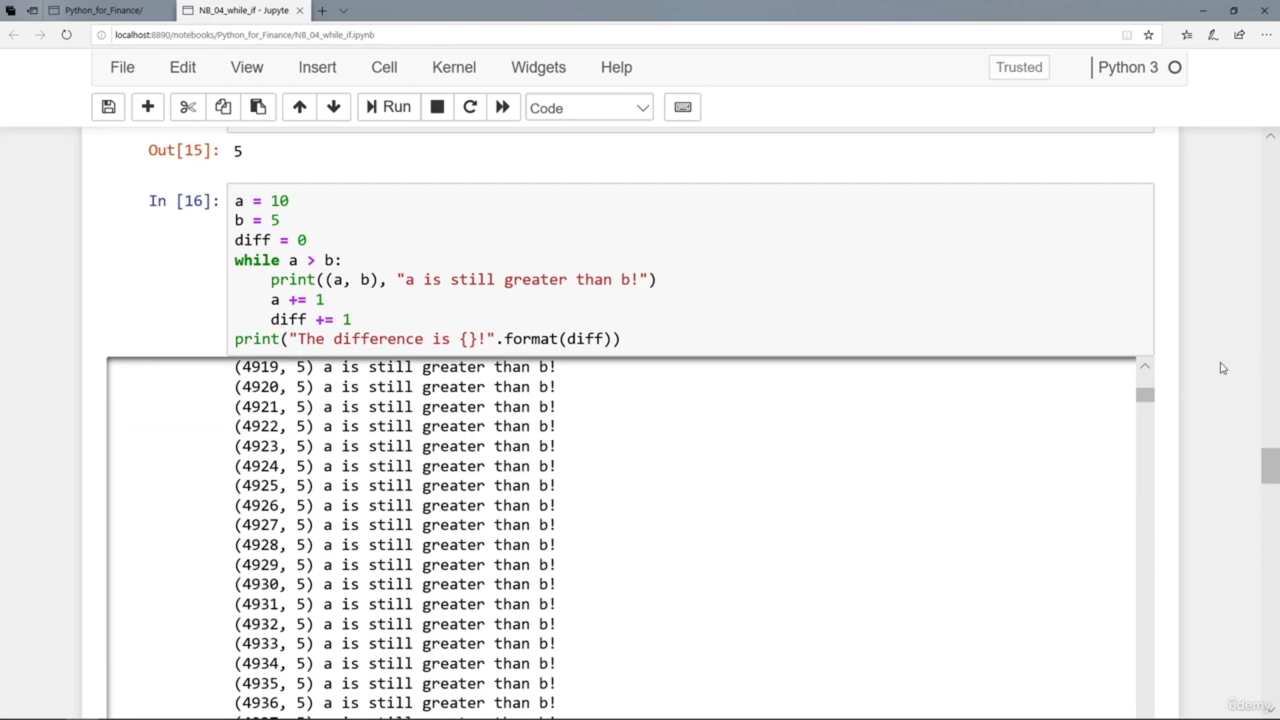 Python_for_Finance/
NB_04_while_if - Jupyte
localhost:8890/notebooks/Python_for_Finance/NB_04_while_if.ipynb
File Edit View Insert Cell Kernel Widgets Help Trusted Python 3
Run Code
Out[15]: 5
In [16]: a = 10
b = 5
diff = 0
while a > b:
print((a, b), "a is still greater than b!")
a += 1
diff += 1
print("The difference is {}!".format(diff))
(4919, 5) a is still greater than b!
(4920, 5) a is still greater than b!
(4921, 5) a is still greater than b!
(4922, 5) a is still greater than b!
(4923, 5) a is still greater than b!
(4924, 5) a is still greater than b!
(4925, 5) a is still greater than b!
(4926, 5) a is still greater than b!
(4927, 5) a is still greater than b!
(4928, 5) a is still greater than b!
(4929, 5) a is still greater than b!
(4930, 5) a is still greater than b!
(4931, 5) a is still greater than b!
(4932, 5) a is still greater than b!
(4933, 5) a is still greater than b!
(4934, 5) a is still greater than b!
(4935, 5) a is still greater than b!
(4936, 5) a is still greater than b!
ûdemy